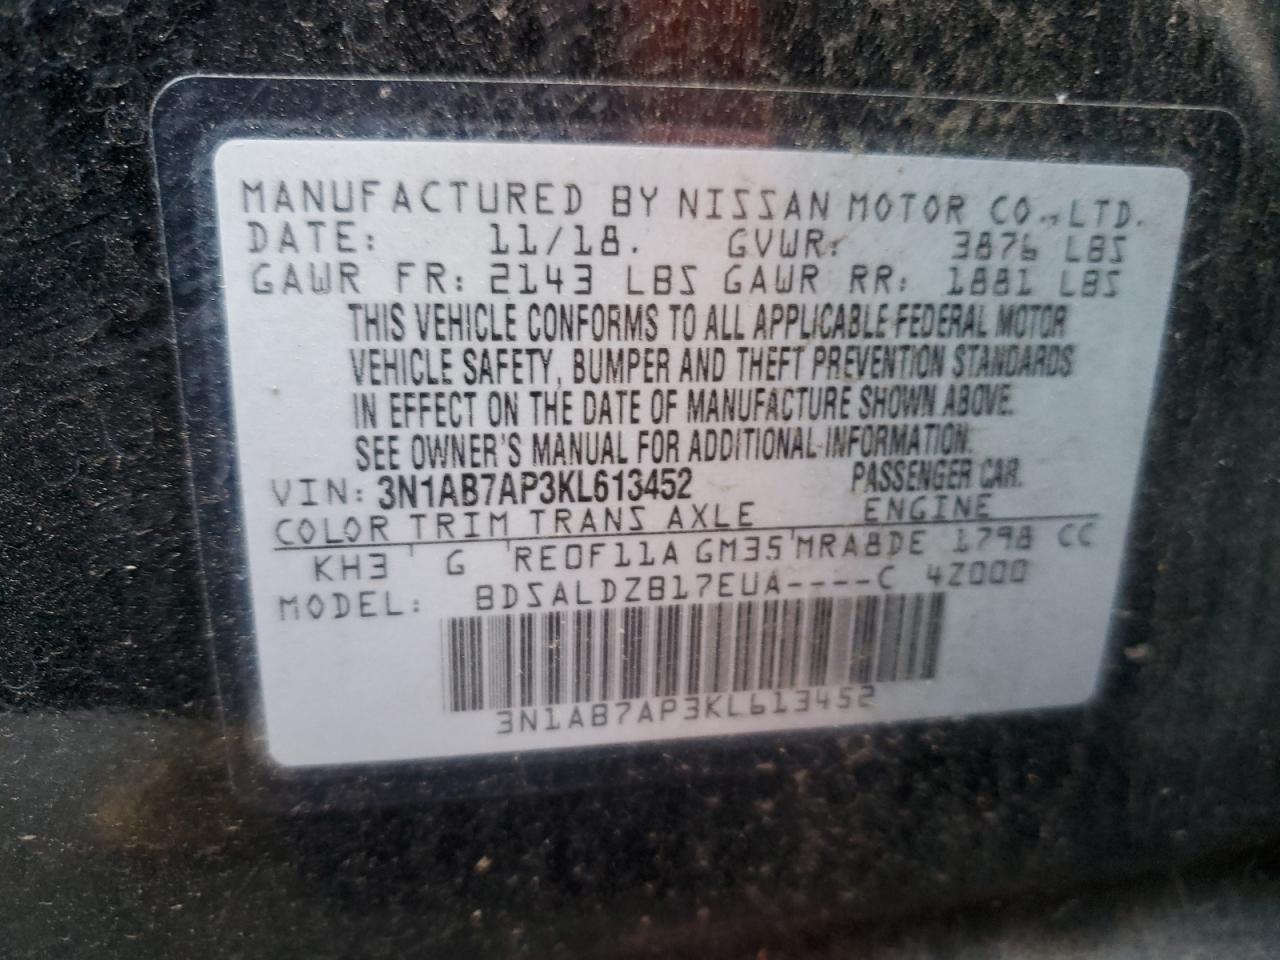 MANUFACTURED BY NISSAN MOTOR CO., LTD.
DATE: 11/18. GVWR: 3876 LBS
GAWR FR: 2143 LBS GAWR RR: 1881 LBS
THIS VEHICLE CONFORMS TO ALL APPLICABLE FEDERAL MOTOR
VEHICLE SAFETY, BUMPER AND THEFT PREVENTION STANDARDS
IN EFFECT ON THE DATE OF MANUFACTURE SHOWN ABOVE.
SEE OWNER'S MANUAL FOR ADDITIONAL INFORMATION.
VIN: 3N1AB7AP3KL613452 PASSENGER CAR.
COLOR TRIM TRANS AXLE ENGINE
KH3 ' G ' RE0F11A GM35 ' MRA8DE 1798 CC
MODEL: BDSALDZB17EUA----C 4Z000
3N1AB7AP3KL613452